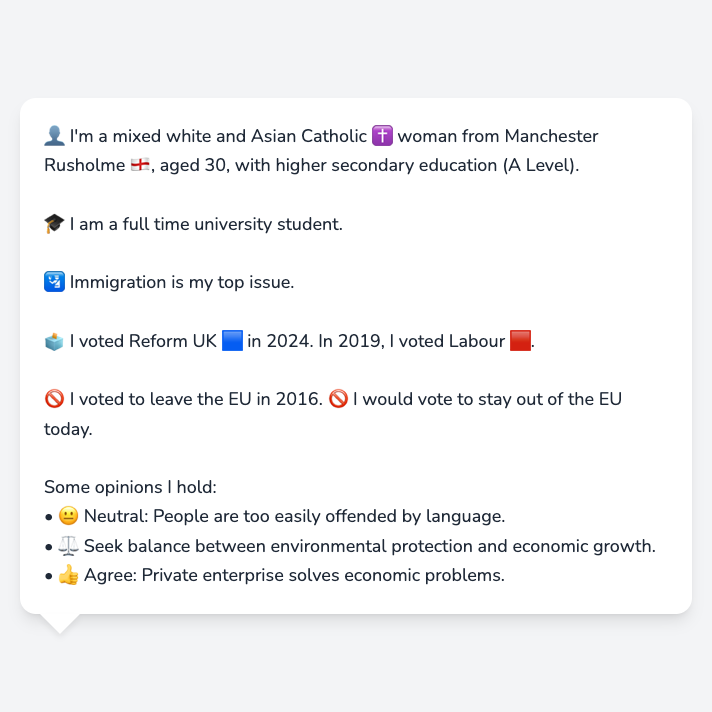 👤 I'm a mixed white and Asian Catholic ✝️ woman from Manchester
Rusholme 🏴󠁧󠁢󠁥󠁮󠁧󠁿, aged 30, with higher secondary education (A Level).
🎓 I am a full time university student.
🛂 Immigration is my top issue.
🗳️ I voted Reform UK 🟦 in 2024. In 2019, I voted Labour 🟥.
🚫 I voted to leave the EU in 2016. 🚫 I would vote to stay out of the EU
today.
Some opinions I hold:
• 😐 Neutral: People are too easily offended by language.
• ⚖️ Seek balance between environmental protection and economic growth.
• 👍 Agree: Private enterprise solves economic problems.